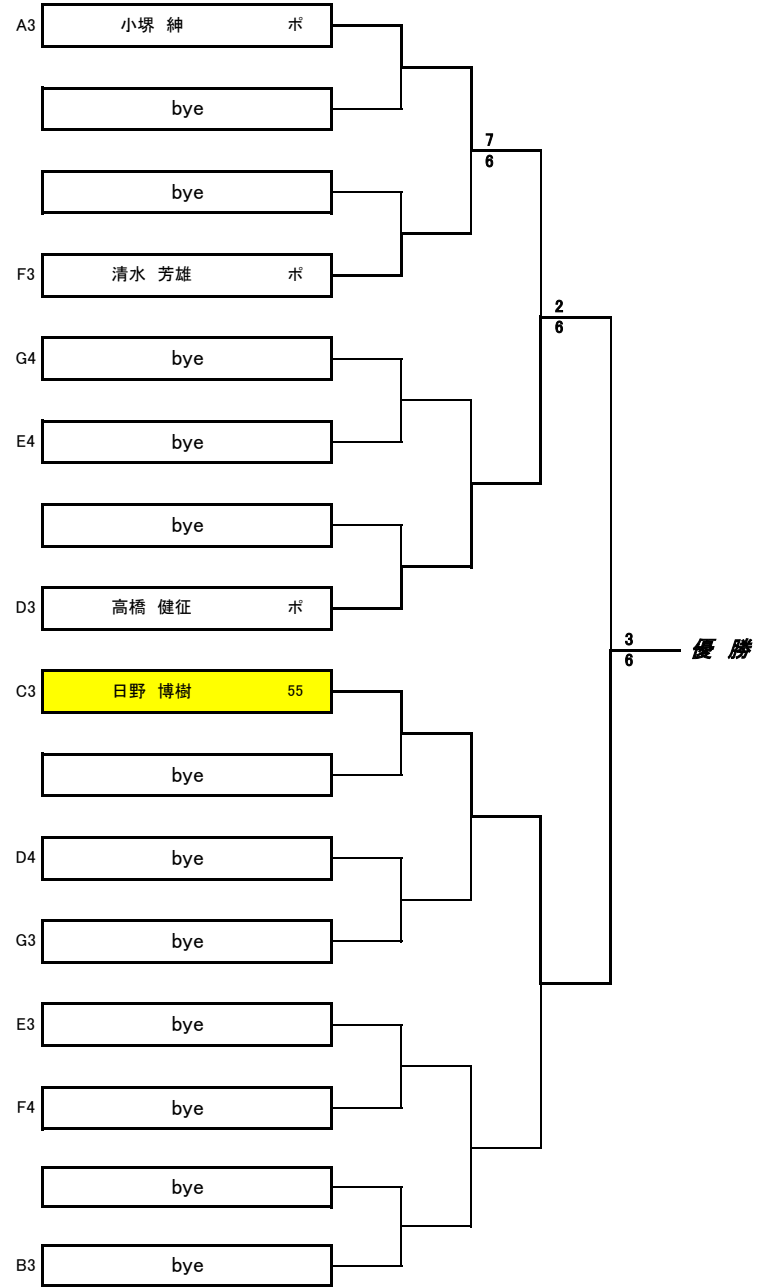 A3 小堺 紳 ポ
bye
7
6
bye
F3 清水 芳雄 ポ
2
6
G4 bye
E4 bye
bye
D3 高橋 健征 ポ
3
6
優 勝
C3 日野 博樹 55
bye
D4 bye
G3 bye
E3 bye
F4 bye
bye
B3 bye